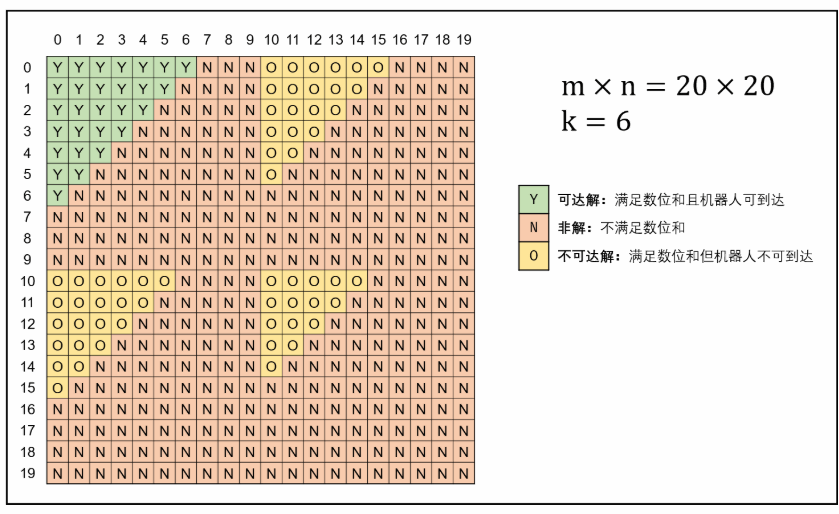 0 1 2 3 4 5 6 7 8 9 10 11 12 13 14 15 16 17 18 19
0 Y Y Y Y Y Y Y N N N O O O O O O N N N N
1 Y Y Y Y Y Y N N N N O O O O O N N N N N
2 Y Y Y Y Y N N N N N O O O O N N N N N N
3 Y Y Y Y N N N N N N O O O N N N N N N N
4 Y Y Y N N N N N N N O O N N N N N N N N
5 Y Y N N N N N N N N O N N N N N N N N N
6 Y N N N N N N N N N N N N N N N N N N N
7 N N N N N N N N N N N N N N N N N N N N
8 N N N N N N N N N N N N N N N N N N N N
9 N N N N N N N N N N N N N N N N N N N N
10 O O O O O O N N N N O O O O O N N N N N
11 O O O O O N N N N N O O O O N N N N N N
12 O O O O N N N N N N O O O N N N N N N N
13 O O O N N N N N N N O O N N N N N N N N
14 O O N N N N N N N N O N N N N N N N N N
15 O N N N N N N N N N N N N N N N N N N N
16 N N N N N N N N N N N N N N N N N N N N
17 N N N N N N N N N N N N N N N N N N N N
18 N N N N N N N N N N N N N N N N N N N N
19 N N N N N N N N N N N N N N N N N N N N
m × n = 20 × 20
k = 6
Y 可达解：满足数位和且机器人可到达
N 非解：不满足数位和
O 不可达解：满足数位和但机器人不可到达